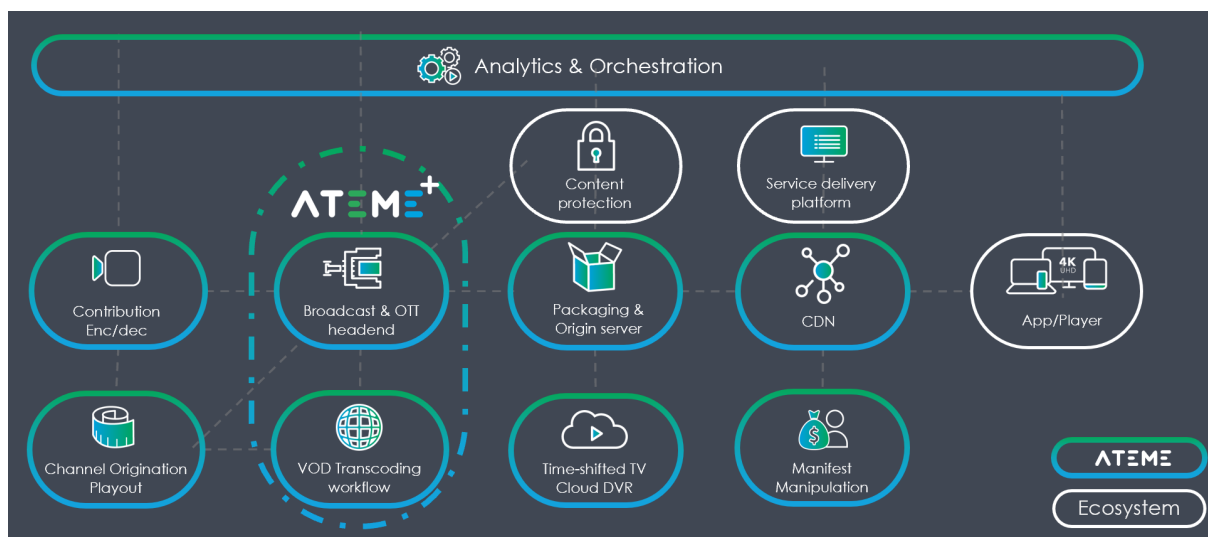 Analytics & Orchestration
Content
protection
Service delivery
platform
ATEME+
Contribution
Enc/dec
Broadcast & OTT
headend
Packaging &
Origin server
CDN
4K
UHD
App/Player
Channel Origination
Playout
VOD Transcoding
workflow
Time-shifted TV
Cloud DVR
$
Manifest
Manipulation
ATEME
Ecosystem